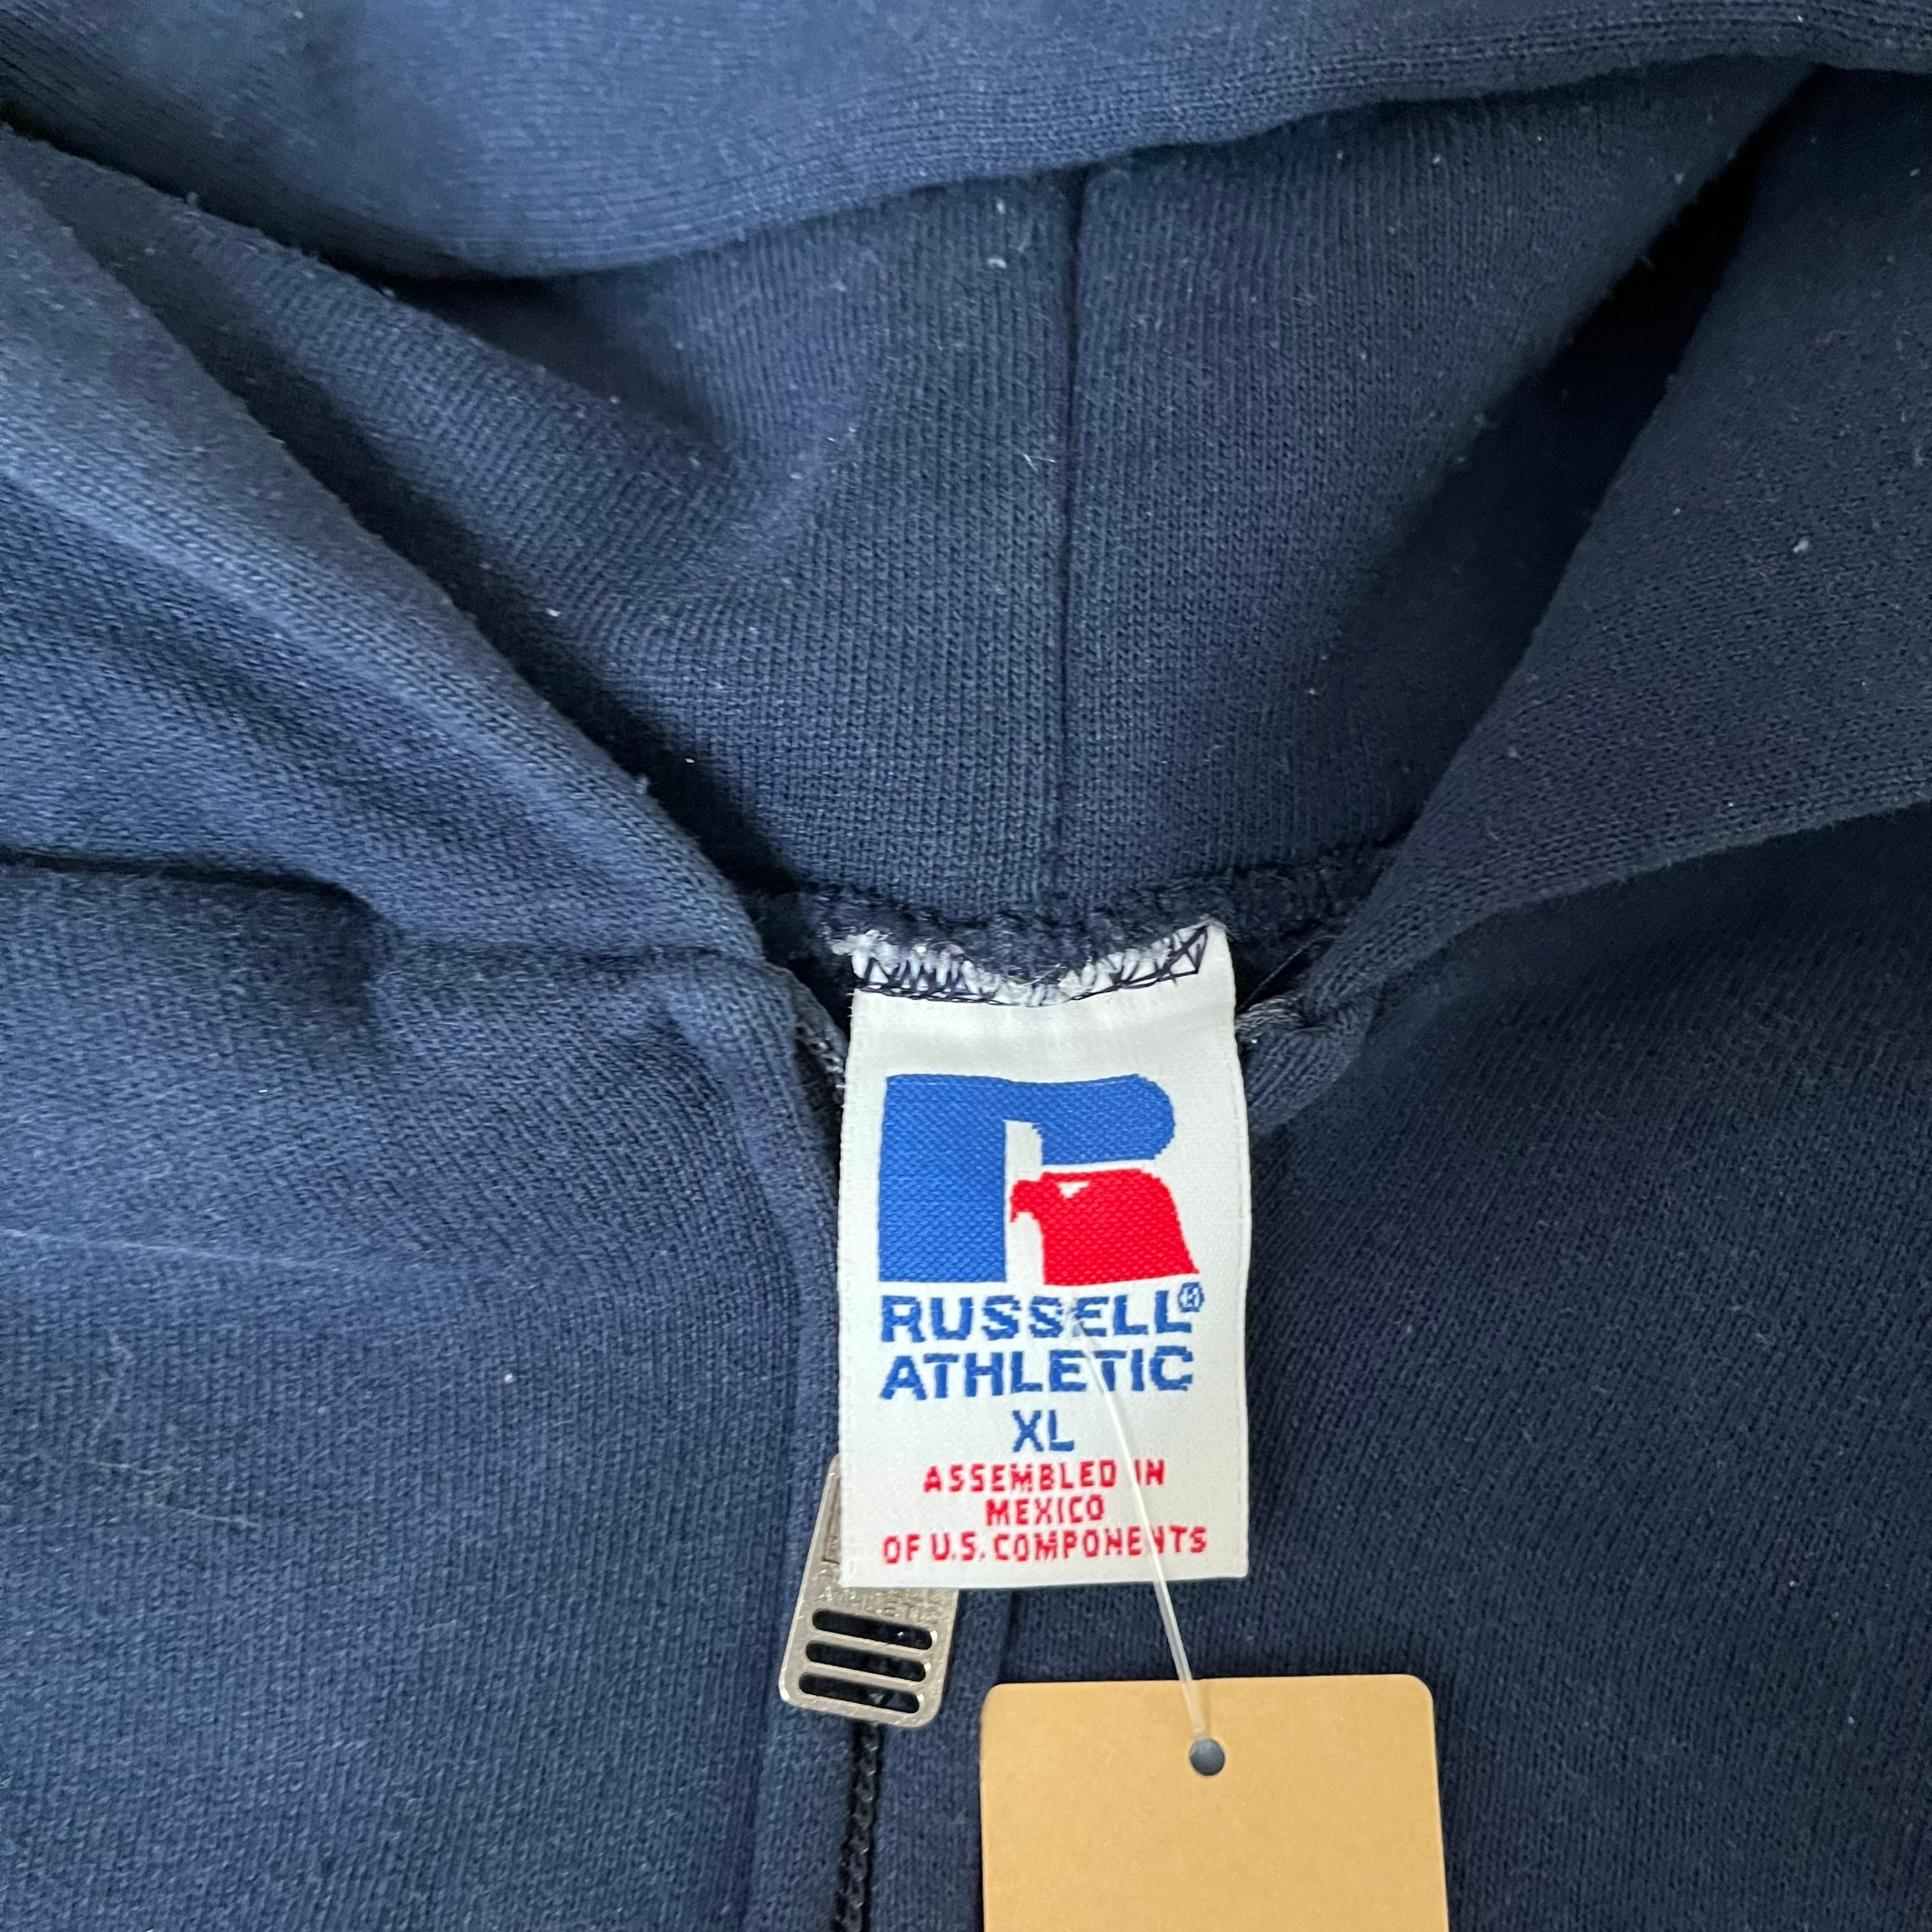 RUSSELL®
ATHLETIC
XL
ASSEMBLED IN
MEXICO
OF U.S. COMPONENTS